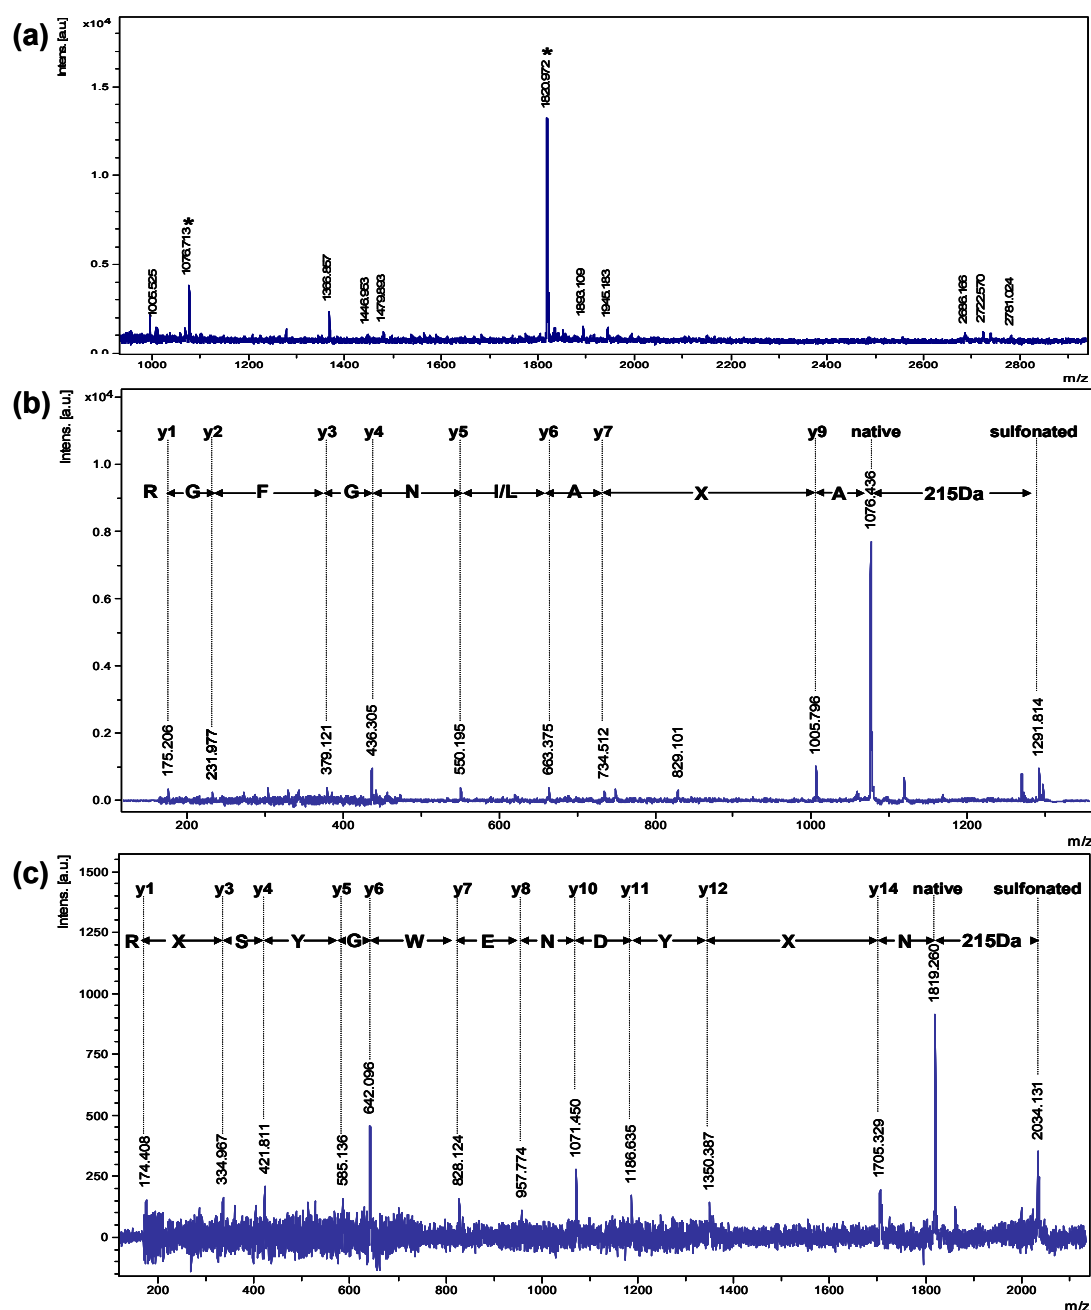 (a)
Intens. [a.u.]
x10⁴
1.5
1.0
0.5
0.0
1005.525
1076.713 *
1366.857
1446.953
1479.893
1820.972 *
1893.109
1945.183
2686.166
2722.570
2781.024
1000 1200 1400 1600 1800 2000 2200 2400 2600 2800
m/z
(b)
Intens. [a.u.]
x10⁴
1.0
0.8
0.6
0.4
0.2
0.0
y1 y2 y3 y4 y5 y6 y7 y9 native sulfonated
R G F G N I/L A X A 215Da
175.206
231.977
379.121
436.305
550.195
663.375
734.512
829.101
1005.796
1076.436
1291.814
200 400 600 800 1000 1200
m/z
(c)
Intens. [a.u.]
1500
1250
1000
750
500
250
0
y1 y3 y4 y5 y6 y7 y8 y10 y11 y12 y14 native sulfonated
R X S Y G W E N D Y X N 215Da
174.408
334.967
421.811
585.136
642.096
828.124
957.774
1071.450
1186.635
1350.387
1705.329
1819.260
2034.131
200 400 600 800 1000 1200 1400 1600 1800 2000
m/z